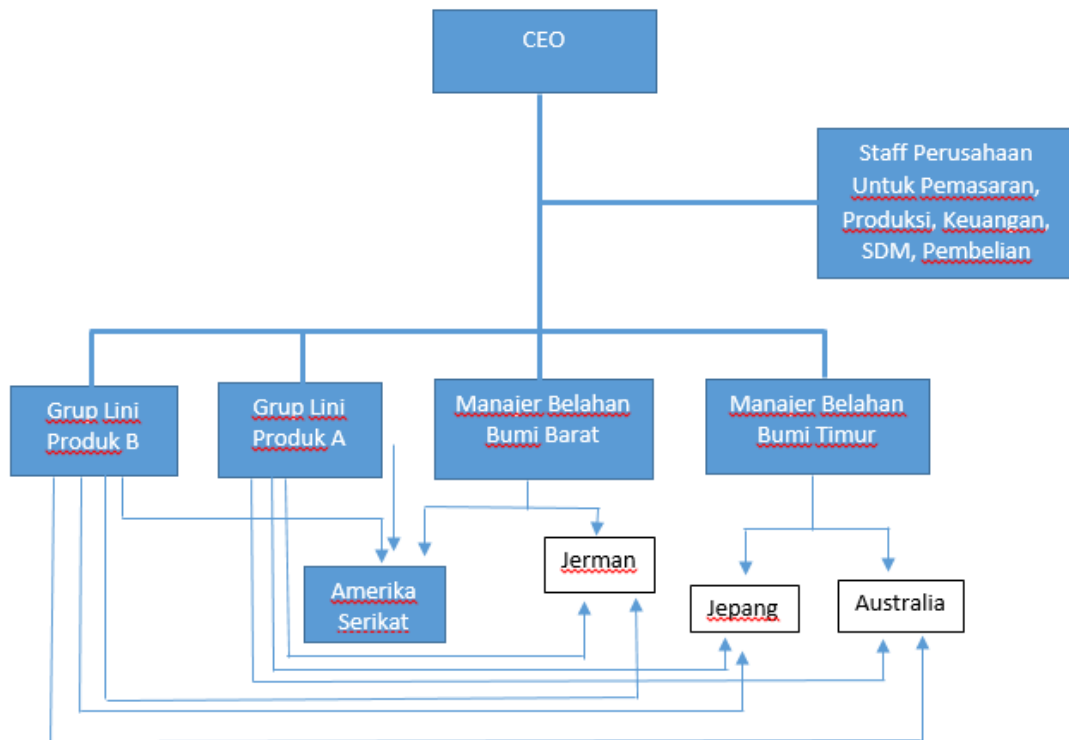 CEO
Staff Perusahaan
Untuk Pemasaran,
Produksi, Keuangan,
SDM, Pembelian
Grup Lini
Produk B
Grup Lini
Produk A
Manajer Belahan
Bumi Barat
Manajer Belahan
Bumi Timur
Amerika
Serikat
Jerman
Jepang
Australia